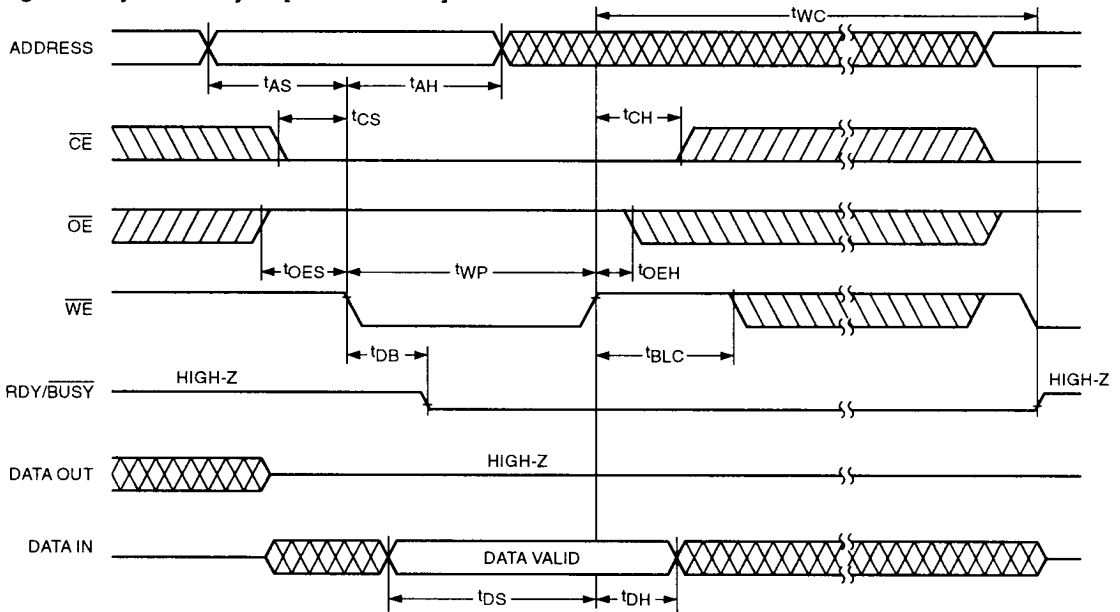 tWC
ADDRESS
tAS
tAH
tCS
tCH
CE
OE
tOES
tWP
tOEH
WE
tDB
tBLC
HIGH-Z
RDY/BUSY
HIGH-Z
DATA OUT
HIGH-Z
DATA IN
DATA VALID
tDS
tDH